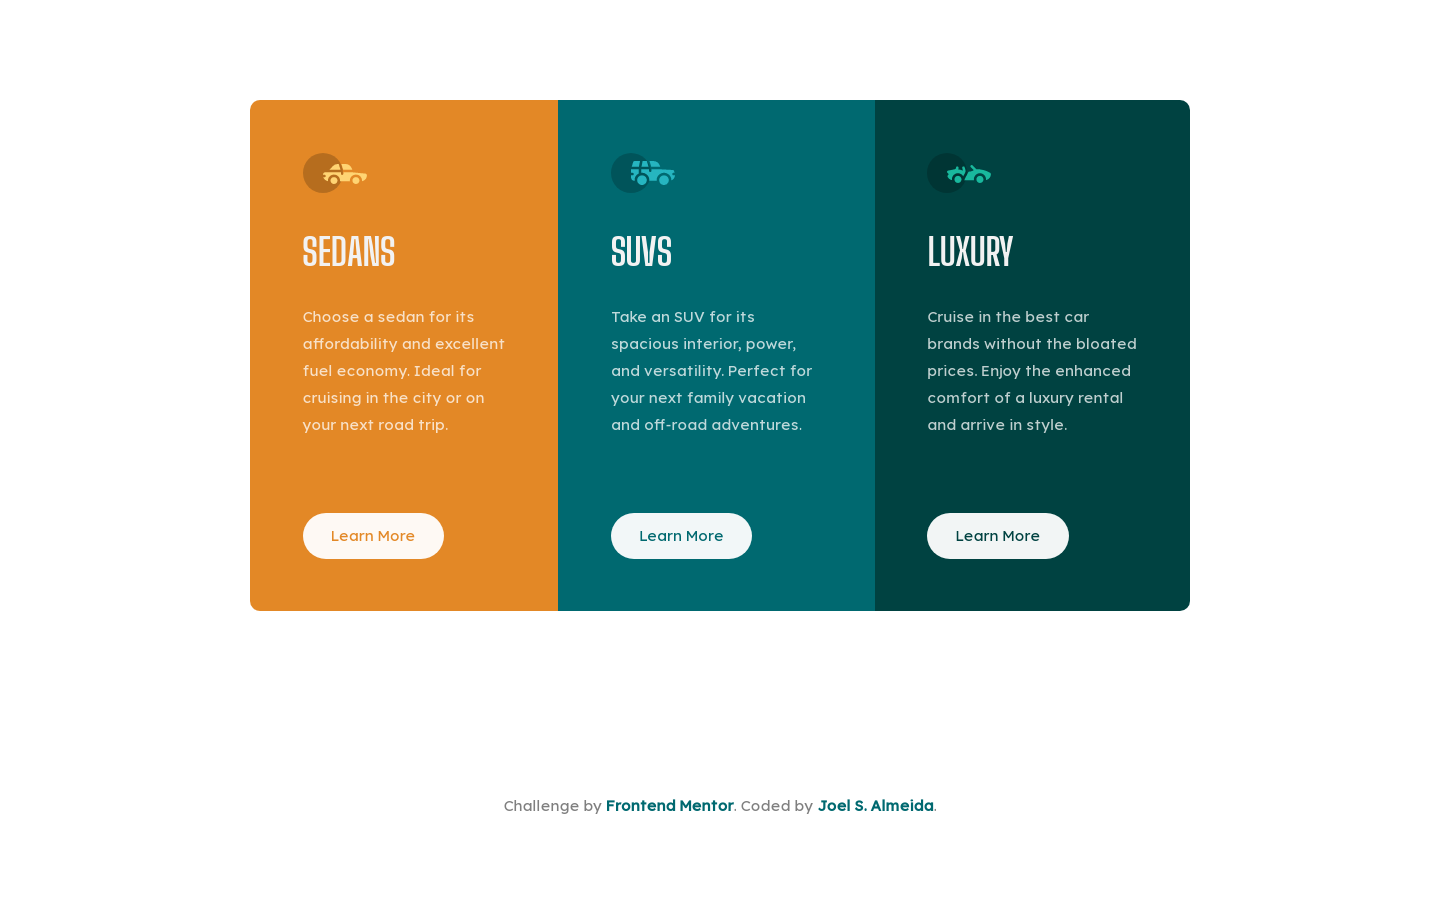 SEDANS
Choose a sedan for its
affordability and excellent
fuel economy. Ideal for
cruising in the city or on
your next road trip.
Learn More
SUVS
Take an SUV for its
spacious interior, power,
and versatility. Perfect for
your next family vacation
and off-road adventures.
Learn More
LUXURY
Cruise in the best car
brands without the bloated
prices. Enjoy the enhanced
comfort of a luxury rental
and arrive in style.
Learn More
Challenge by Frontend Mentor. Coded by Joel S. Almeida.